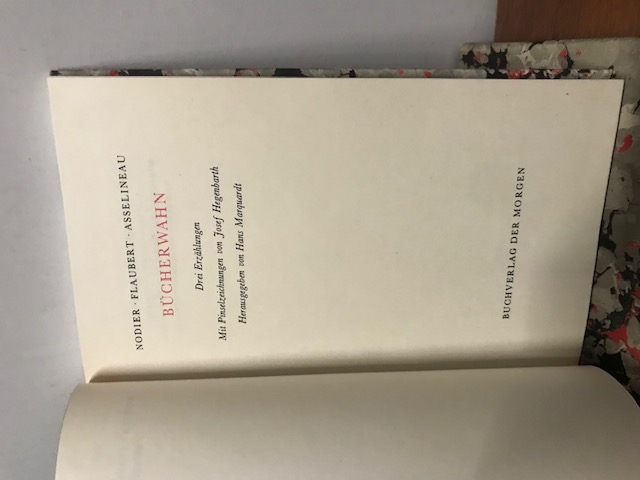 NODIER · FLAUBERT · ASSELINEAU
BÜCHERWAHN
Drei Erzählungen
Mit Pinselzeichnungen von Josef Hegenbarth
Herausgegeben von Hans Marquardt
BUCHVERLAG DER MORGEN